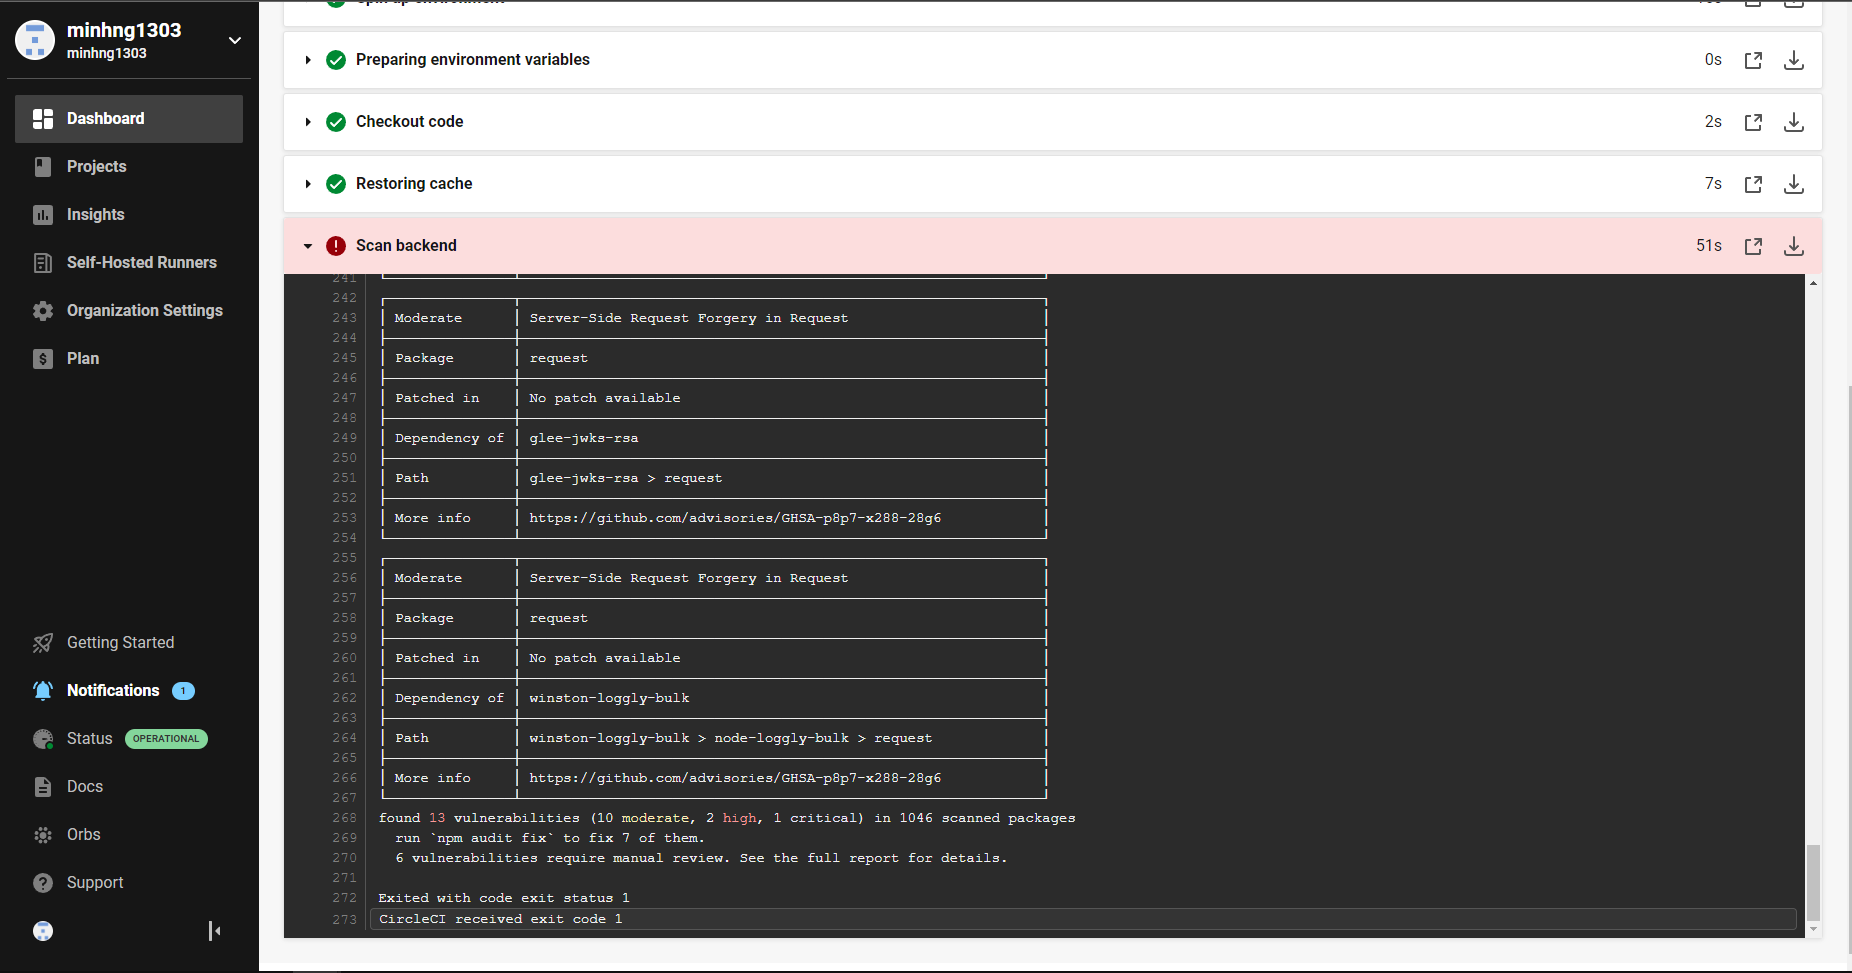 minhng1303
minhng1303
Dashboard
Projects
Insights
Self-Hosted Runners
Organization Settings
Plan
Getting Started
Notifications 1
Status OPERATIONAL
Docs
Orbs
Support
Preparing environment variables 0s
Checkout code 2s
Restoring cache 7s
Scan backend 51s
241
242
243 Moderate Server-Side Request Forgery in Request
244
245 Package request
246
247 Patched in No patch available
248
249 Dependency of glee-jwks-rsa
250
251 Path glee-jwks-rsa > request
252
253 More info https://github.com/advisories/GHSA-p8p7-x288-28g6
254
255
256 Moderate Server-Side Request Forgery in Request
257
258 Package request
259
260 Patched in No patch available
261
262 Dependency of winston-loggly-bulk
263
264 Path winston-loggly-bulk > node-loggly-bulk > request
265
266 More info https://github.com/advisories/GHSA-p8p7-x288-28g6
267
268 found 13 vulnerabilities (10 moderate, 2 high, 1 critical) in 1046 scanned packages
269 run `npm audit fix` to fix 7 of them.
270 6 vulnerabilities require manual review. See the full report for details.
271
272 Exited with code exit status 1
273 CircleCI received exit code 1